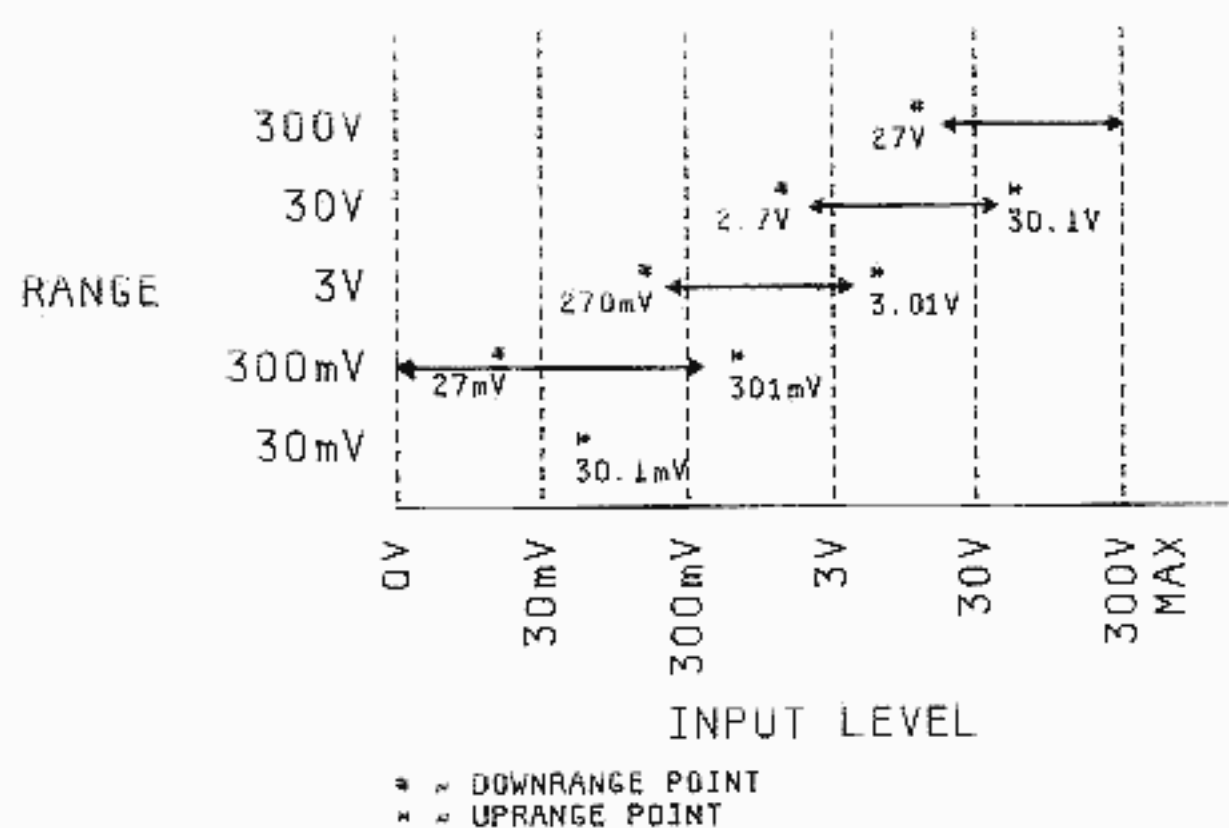 300V
#
27V
30V
#
2.7V
*
30.1V
RANGE
3V
#
270mV
*
3.01V
300mV
#
27mV
*
301mV
30mV
*
30.1mV
0V
30mV
300mV
3V
30V
300V
MAX
INPUT LEVEL
# = DOWNRANGE POINT
* = UPRANGE POINT